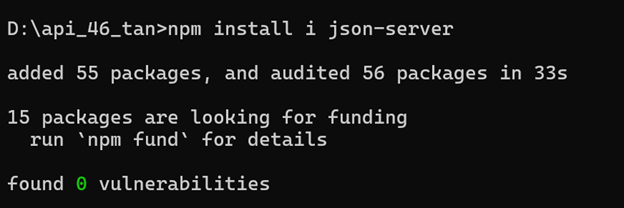 D:\api_46_tan>npm install i json-server
added 55 packages, and audited 56 packages in 33s
15 packages are looking for funding
  run `npm fund` for details
found 0 vulnerabilities